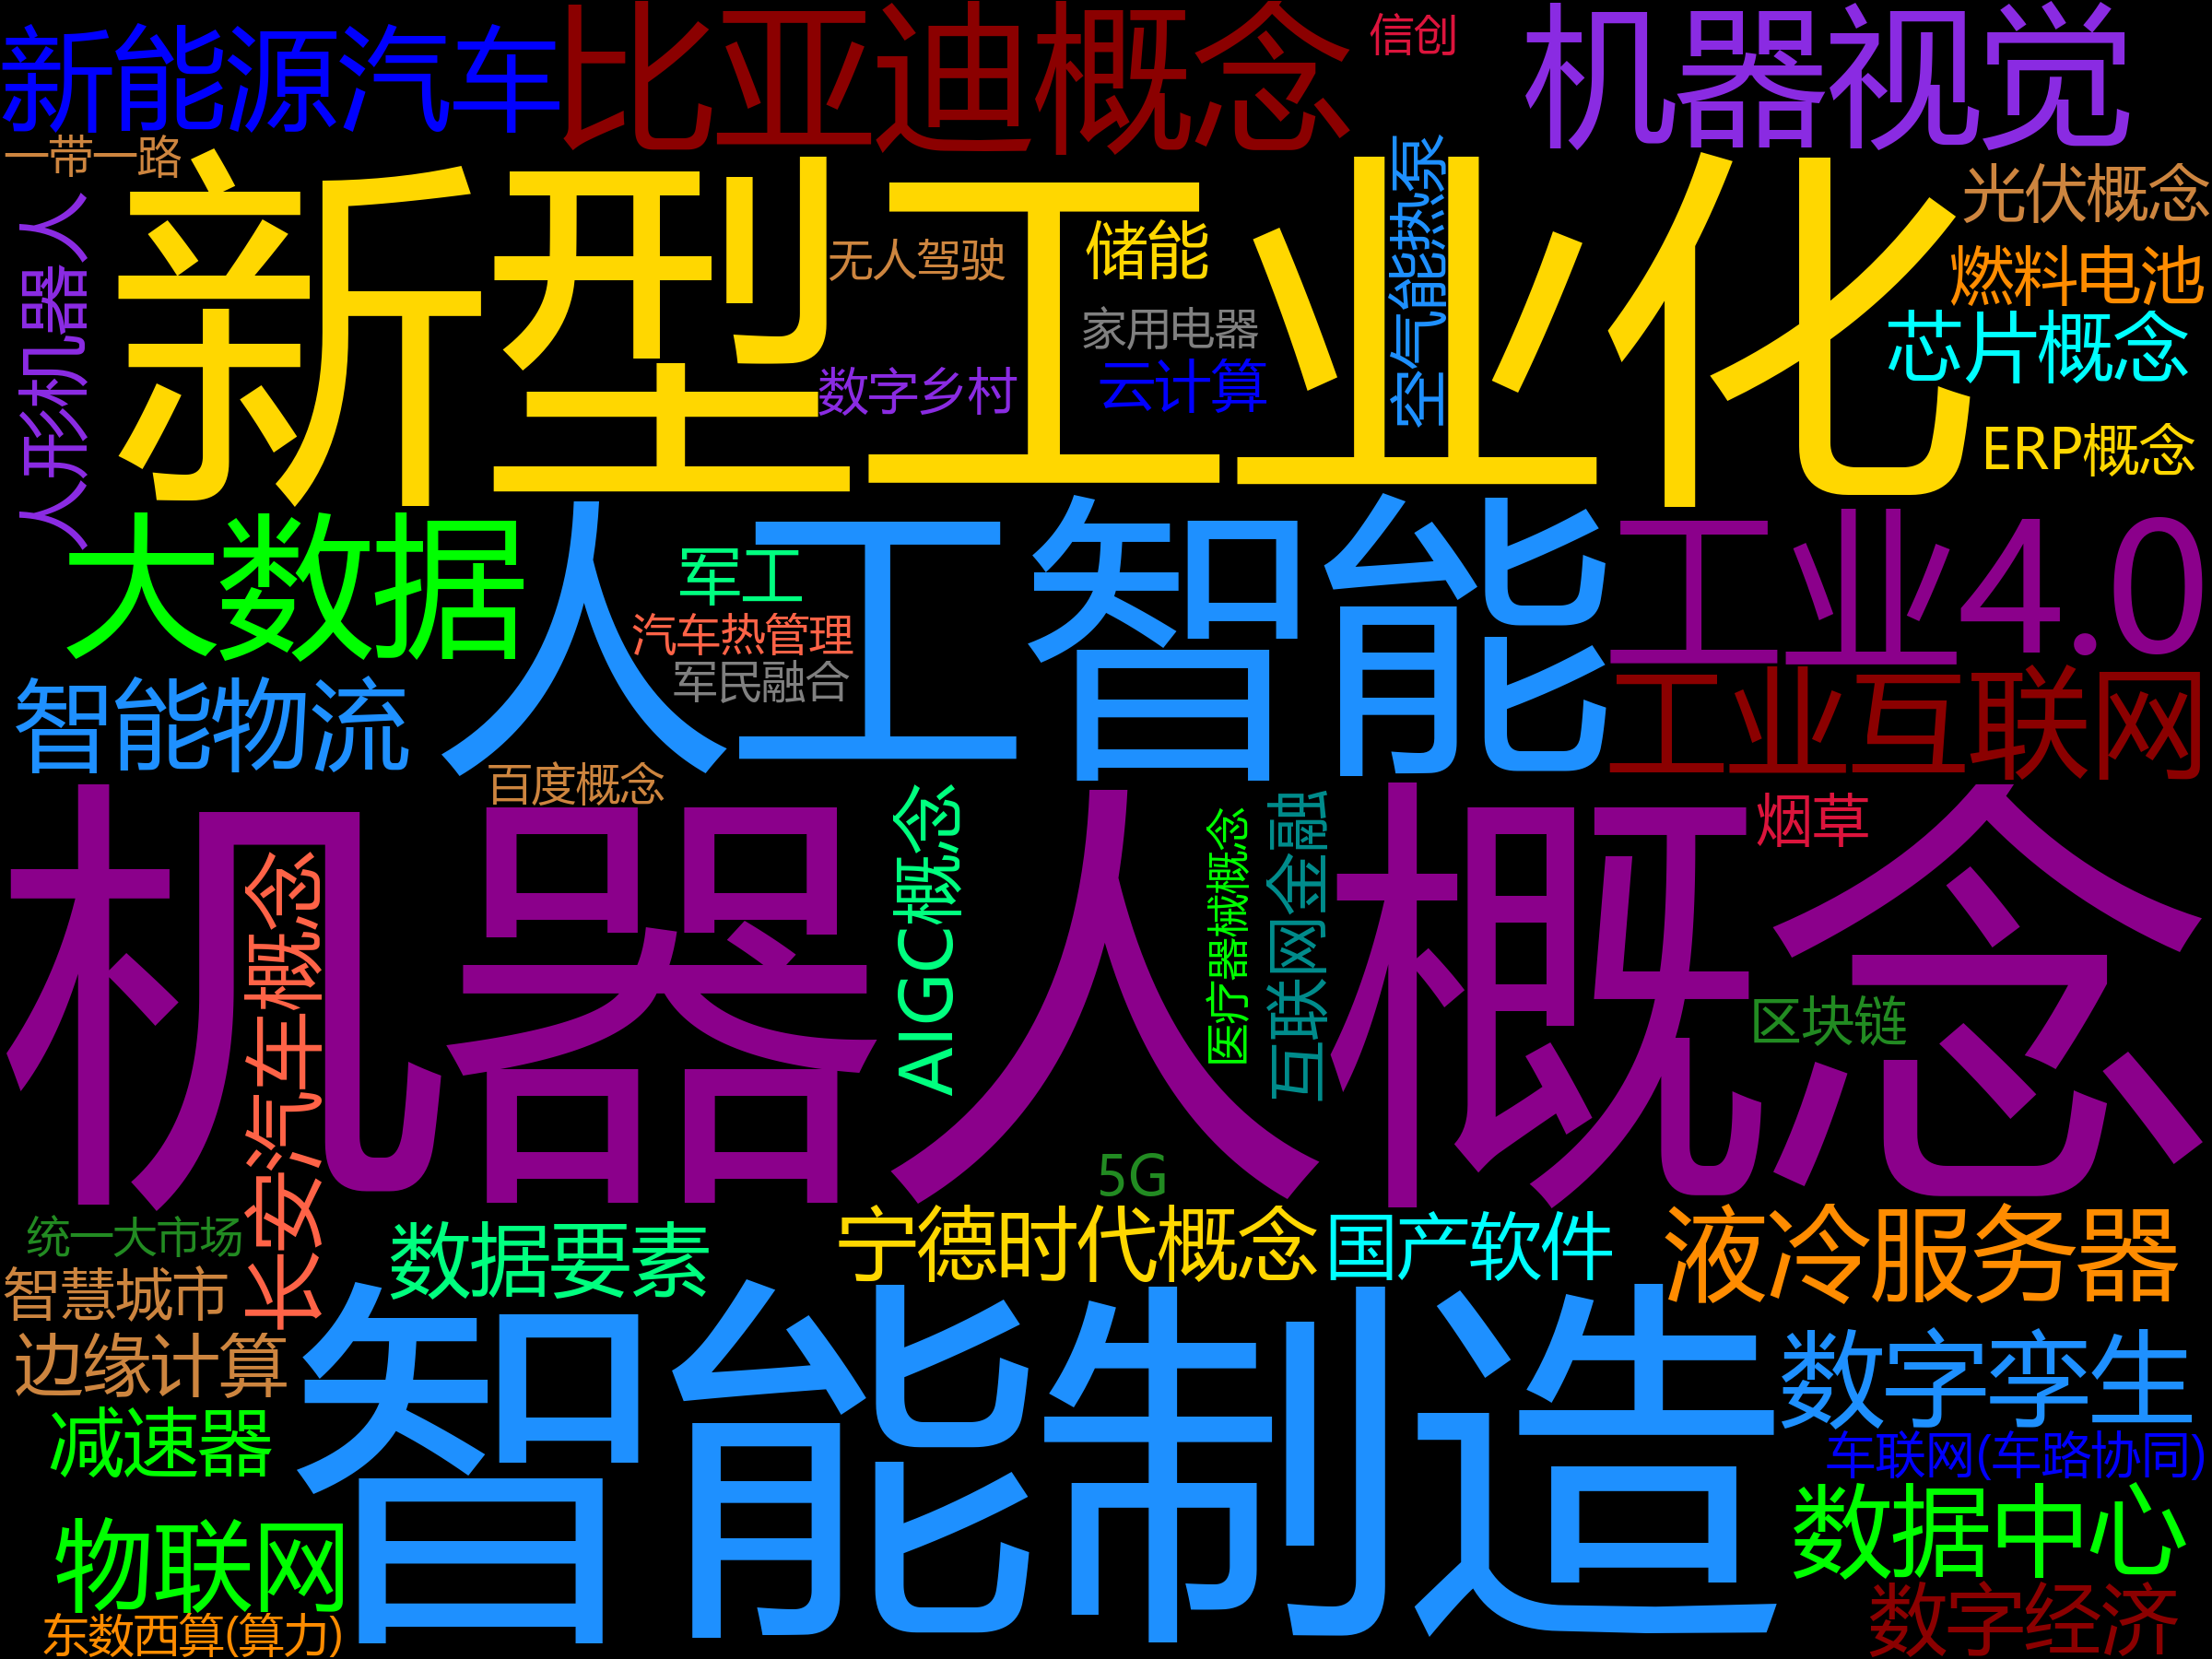 新能源汽车
比亚迪概念
信创
机器视觉
一带一路
新型工业化
空气能热泵
光伏概念
人形机器人
无人驾驶
储能
燃料电池
家用电器
芯片概念
数字乡村
云计算
ERP概念
大数据
人工智能
工业4.0
军工
汽车热管理
军民融合
工业互联网
智能物流
百度概念
机器人概念
AIGC概念
医疗器械概念
互联网金融
烟草
长安汽车概念
区块链
5G
统一大市场
数据要素
宁德时代概念
国产软件
液冷服务器
智慧城市
智能制造
边缘计算
数字孪生
减速器
车联网(车路协同)
数据中心
物联网
数字经济
东数西算(算力)